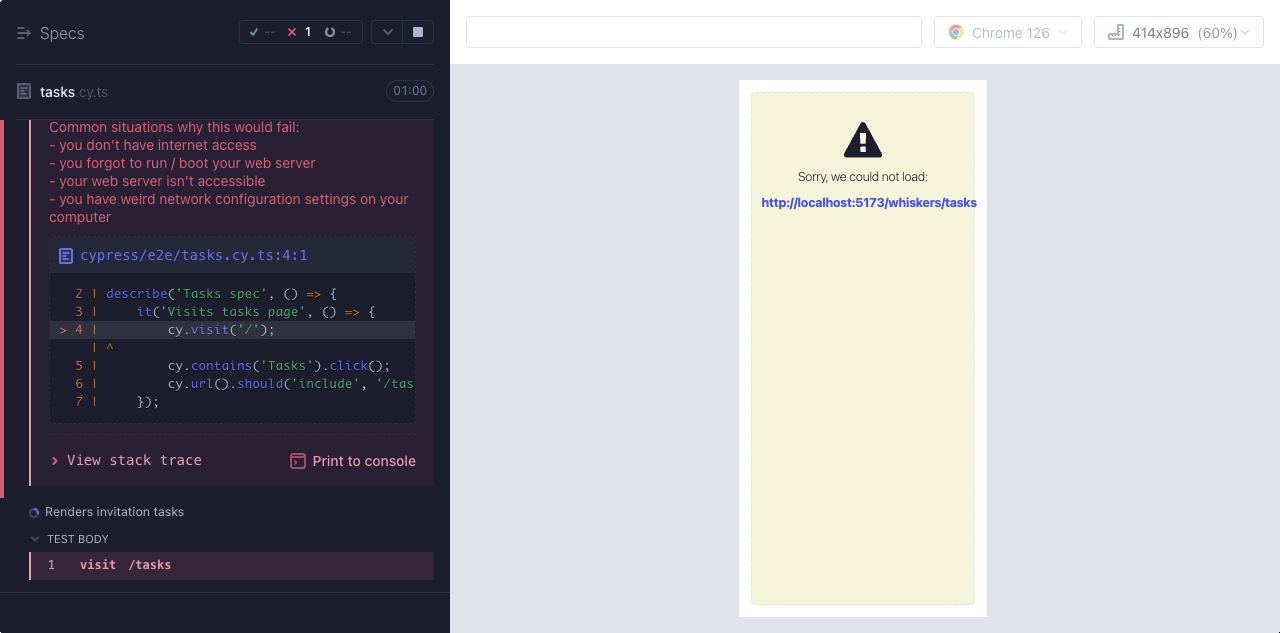 Specs
-- 1 --
Chrome 126
414x896 (60%)
tasks.cy.ts
01:00
Common situations why this would fail:
- you don't have internet access
- you forgot to run / boot your web server
- your web server isn't accessible
- you have weird network configuration settings on your
computer
cypress/e2e/tasks.cy.ts:4:1
2 | describe('Tasks spec', () => {
3 |     it('Visits tasks page', () => {
> 4 |         cy.visit('/');
| ^
5 |         cy.contains('Tasks').click();
6 |         cy.url().should('include', '/tas
7 |     });
View stack trace
Print to console
Renders invitation tasks
TEST BODY
1 visit /tasks
Sorry, we could not load:
http://localhost:5173/whiskers/tasks